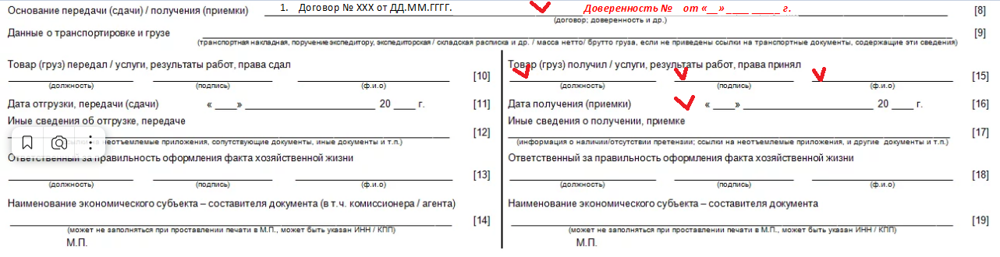 Основание передачи (сдачи) / получения (приемки) 1. Договор № ХХХ от ДД.ММ.ГГГГ. Доверенность № от «__» ____ _____ г. [8]
(договор; доверенность и др.)
Данные о транспортировке и грузе [9]
(транспортная накладная, поручение экспедитору, экспедиторская / складская расписка и др. / масса нетто/ брутто груза, если не приведены ссылки на транспортные документы, содержащие эти сведения)
Товар (груз) передал / услуги, результаты работ, права сдал
(должность) (подпись) (ф.и.о) [10]
Дата отгрузки, передачи (сдачи) « ____ » ____ 20 ____ г. [11]
Иные сведения об отгрузке, передаче
[12]
на неотъемлемые приложения, сопутствующие документы, иные документы и т.п.)
Ответственный за правильность оформления факта хозяйственной жизни
(должность) (подпись) (ф.и.о) [13]
Наименование экономического субъекта – составителя документа (в т.ч. комиссионера / агента)
[14]
(может не заполняться при проставлении печати в М.П., может быть указан ИНН / КПП)
М.П.
Товар (груз) получил / услуги, результаты работ, права принял
(должность) (подпись) (ф.и.о) [15]
Дата получения (приемки) « ____ » ____ 20 ____ г. [16]
Иные сведения о получении, приемке
[17]
(информация о наличии/отсутствии претензии; ссылки на неотъемлемые приложения, и другие документы и т.п.)
Ответственный за правильность оформления факта хозяйственной жизни
(должность) (подпись) (ф.и.о) [18]
Наименование экономического субъекта – составителя документа
[19]
(может не заполняться при проставлении печати в М.П., может быть указан ИНН / КПП)
М.П.